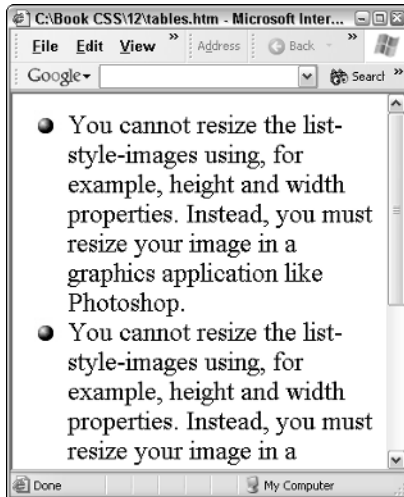 C:\Book CSS\12\tables.htm - Microsoft Inter...
File Edit View » Address Back »
Google Search »
You cannot resize the list-
style-images using, for
example, height and width
properties. Instead, you must
resize your image in a
graphics application like
Photoshop.
You cannot resize the list-
style-images using, for
example, height and width
properties. Instead, you must
resize your image in a
Done My Computer